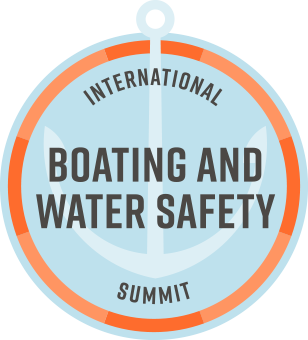 INTERNATIONAL
BOATING AND
WATER SAFETY
SUMMIT